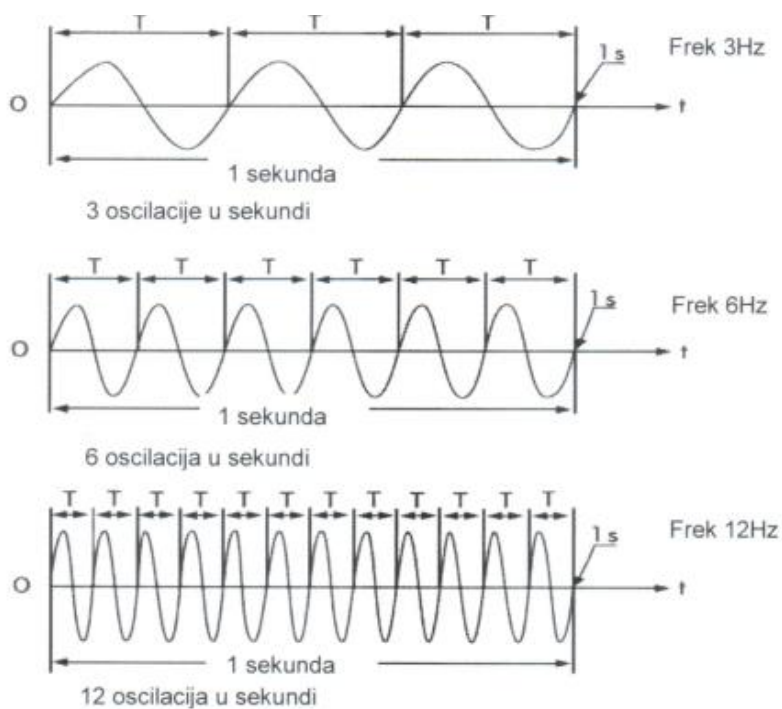 T T T
1 s
Frek 3Hz
O
t
1 sekunda
3 oscilacije u sekundi
T T T T T T
1 s
Frek 6Hz
O
t
1 sekunda
6 oscilacija u sekundi
T T T T T T T T T T T T
1 s
Frek 12Hz
O
t
1 sekunda
12 oscilacija u sekundi